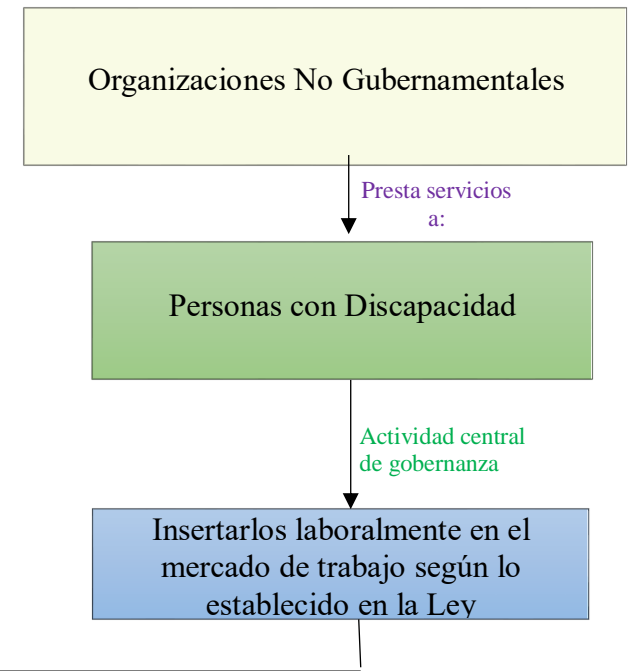 Organizaciones No Gubernamentales
Presta servicios
a:
Personas con Discapacidad
Actividad central
de gobernanza
Insertarlos laboralmente en el
mercado de trabajo según lo
establecido en la Ley